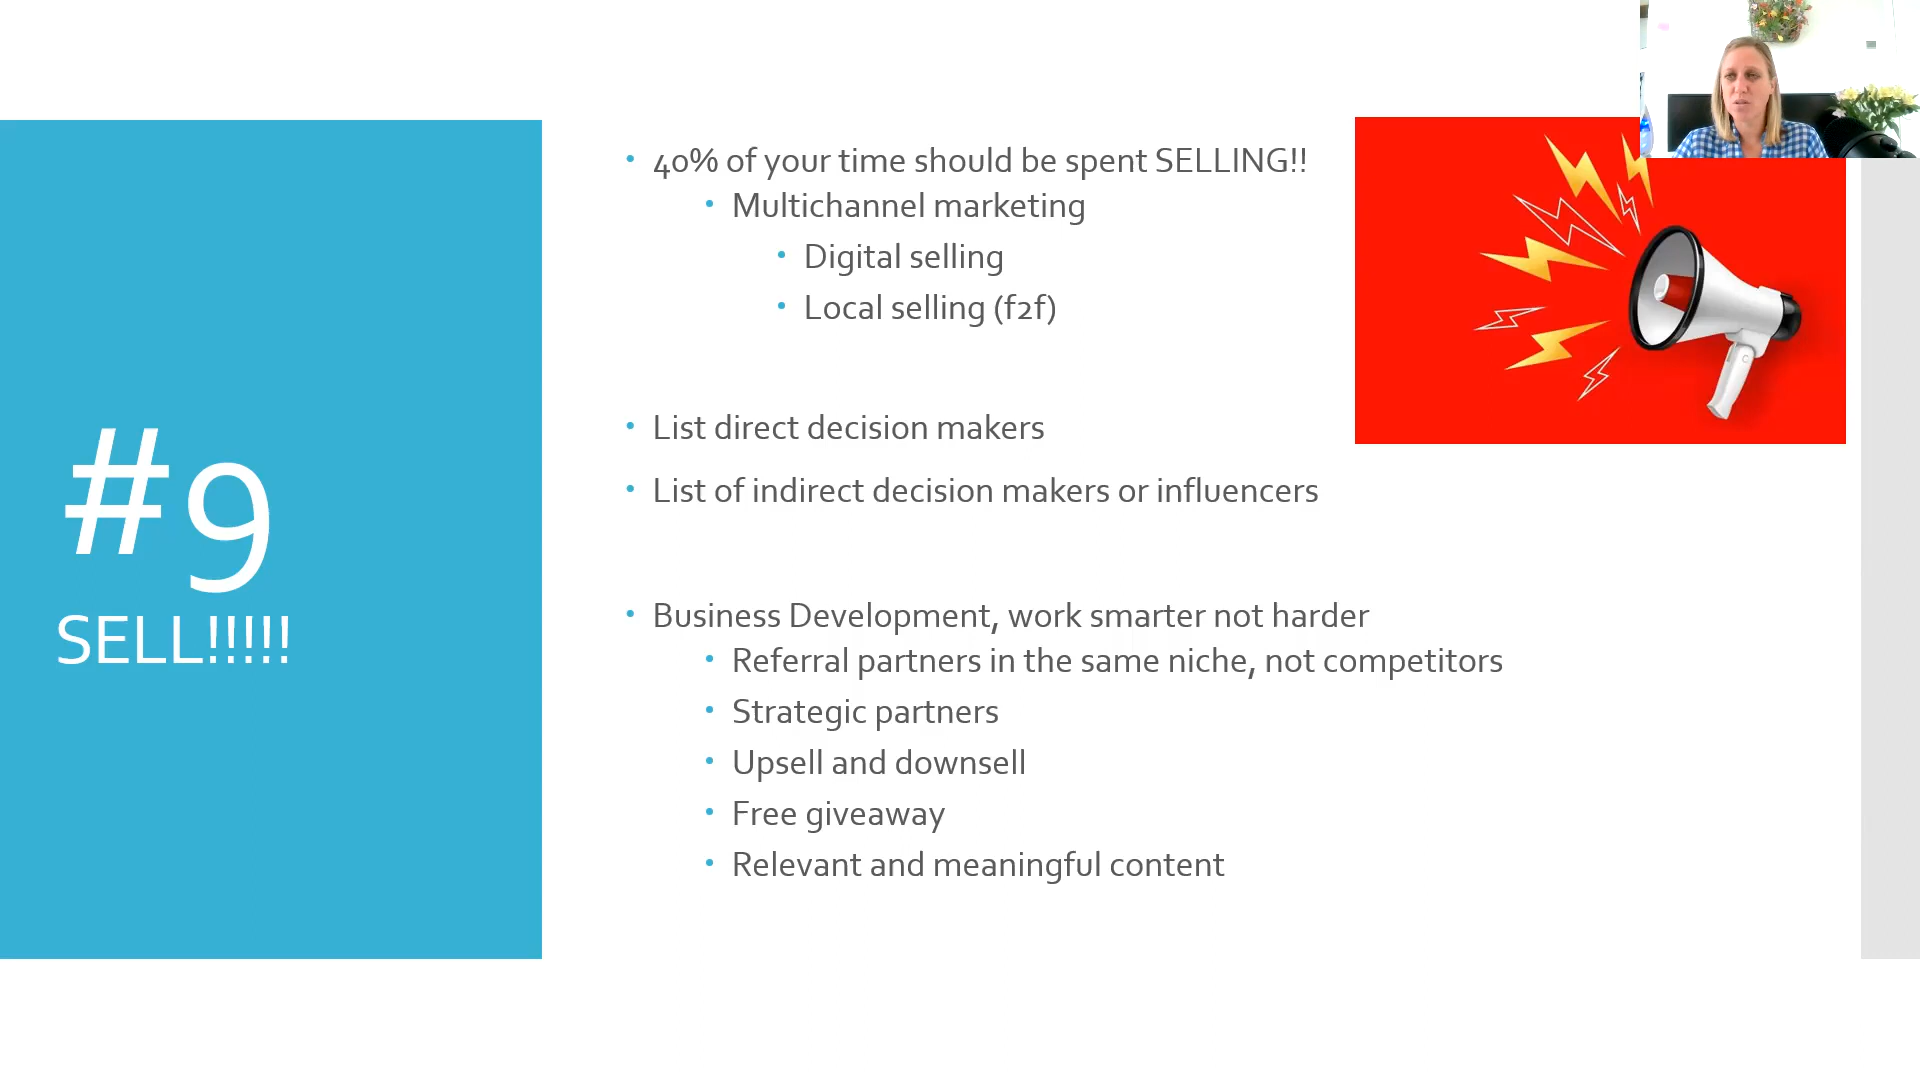 #9
SELL!!!!!
40% of your time should be spent SELLING!!
Multichannel marketing
Digital selling
Local selling (f2f)
List direct decision makers
List of indirect decision makers or influencers
Business Development, work smarter not harder
Referral partners in the same niche, not competitors
Strategic partners
Upsell and downsell
Free giveaway
Relevant and meaningful content